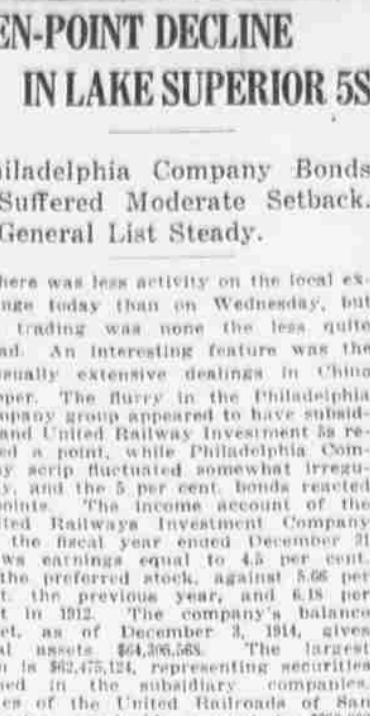 EN-POINT DECLINE
IN LAKE SUPERIOR 5S
hiladelphia Company Bonds
Suffered Moderate Setback.
General List Steady.
here was less activity on the local ex-
nge today than on Wednesday, but
trading was none the less quite
ad. An interesting feature was the
sually extensive dealings in China
per. The flurry in the Philadelphia
mpany group appeared to have subsid-
and United Railway Investment 5s re-
ed a point, while Philadelphia Com-
y scrip fluctuated somewhat irregu-
y, and the 5 per cent. bonds reacted
points. The income account of the
ited Railways Investment Company
the fiscal year ended December 31
ws earnings equal to 4.5 per cent.
the preferred stock, against 5.66 per
t. the previous year, and 6.18 per
t in 1912. The company's balance
et, as of December 3, 1914, gives
al assets $64,306,568. The largest
is $62,475,124, representing securities
ned in the subsidiary companies.
es of the United Railroads of San